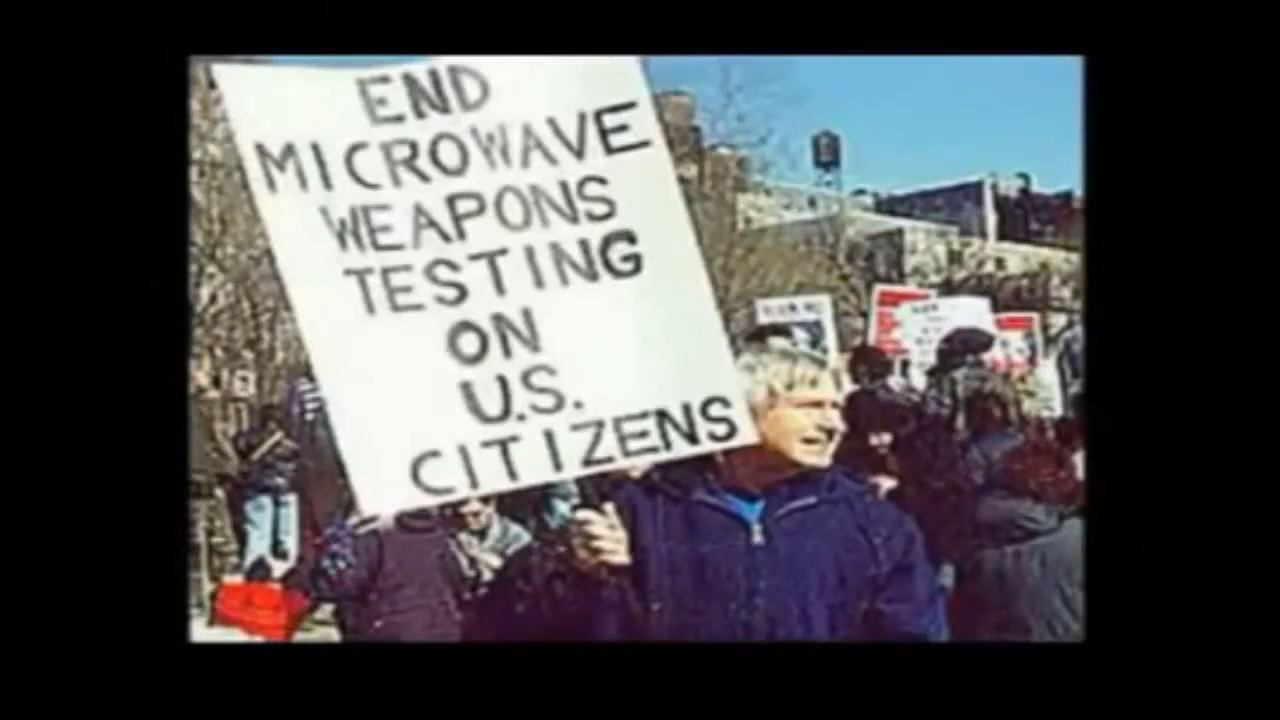 END
MICROWAVE
WEAPONS
TESTING
ON
U.S.
CITIZENS